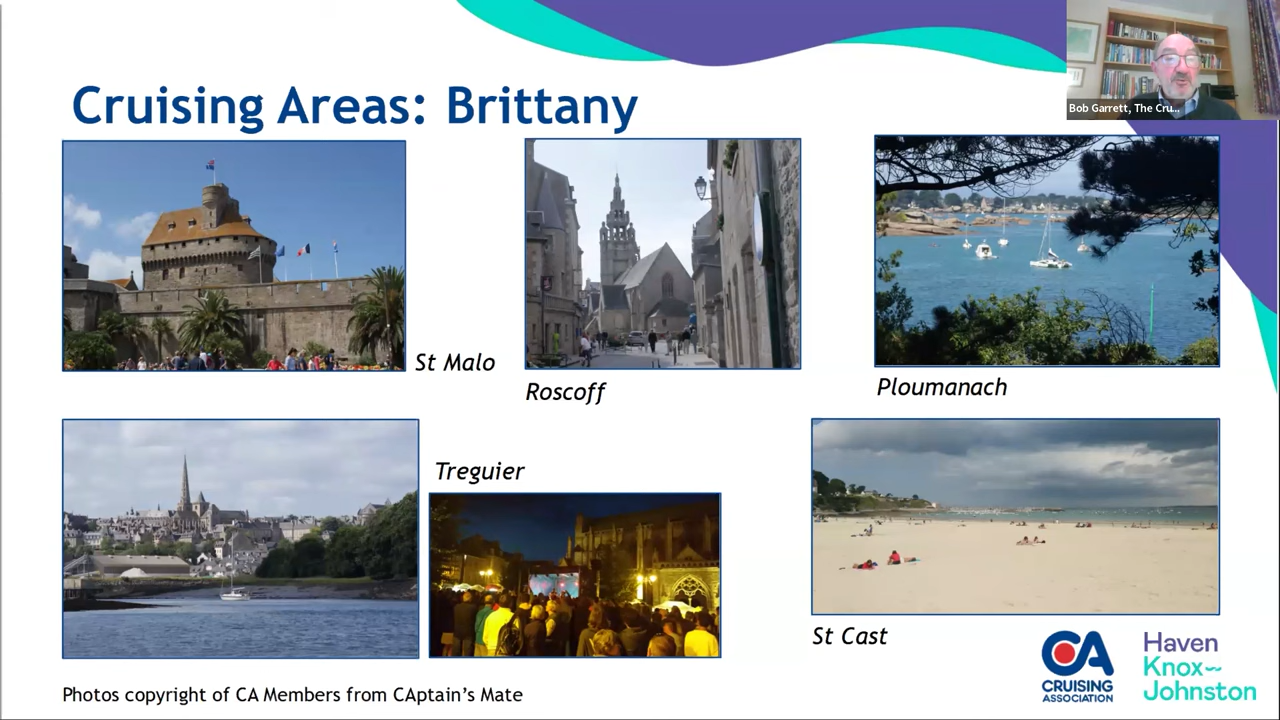 Cruising Areas: Brittany
Bob Garrett, The Cru...
St Malo
Roscoff
Ploumanach
Treguier
St Cast
Photos copyright of CA Members from CAptain's Mate
CA
CRUISING
ASSOCIATION
Haven
Knox~
Johnston